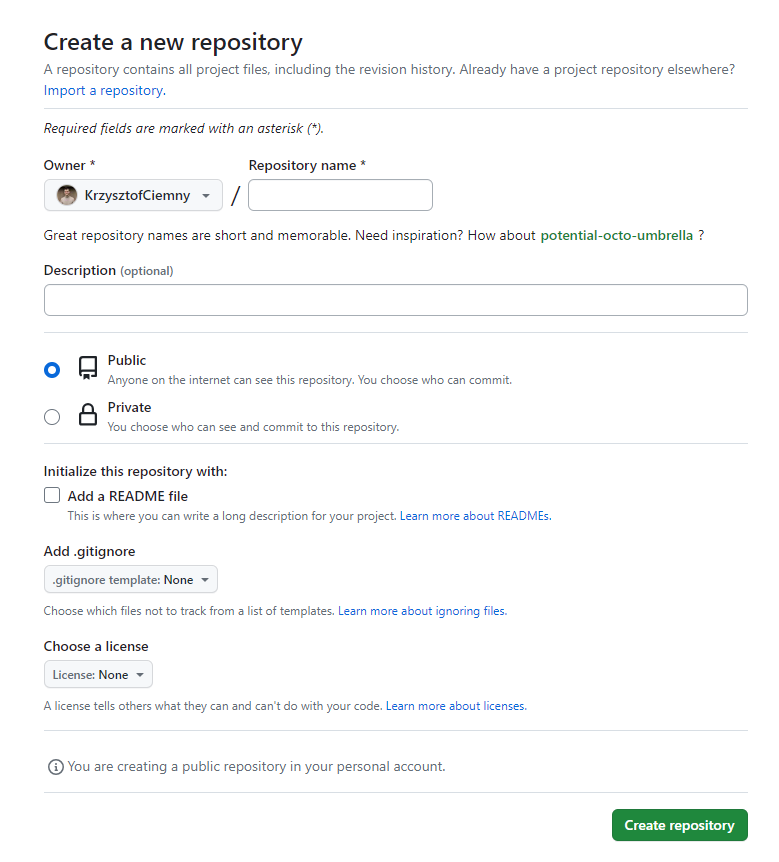 Create a new repository
A repository contains all project files, including the revision history. Already have a project repository elsewhere?
Import a repository.
Required fields are marked with an asterisk (*).
Owner * Repository name *
KrzysztofCiemny /
Great repository names are short and memorable. Need inspiration? How about potential-octo-umbrella ?
Description (optional)
Public
Anyone on the internet can see this repository. You choose who can commit.
Private
You choose who can see and commit to this repository.
Initialize this repository with:
Add a README file
This is where you can write a long description for your project. Learn more about READMEs.
Add .gitignore
.gitignore template: None
Choose which files not to track from a list of templates. Learn more about ignoring files.
Choose a license
License: None
A license tells others what they can and can't do with your code. Learn more about licenses.
You are creating a public repository in your personal account.
Create repository